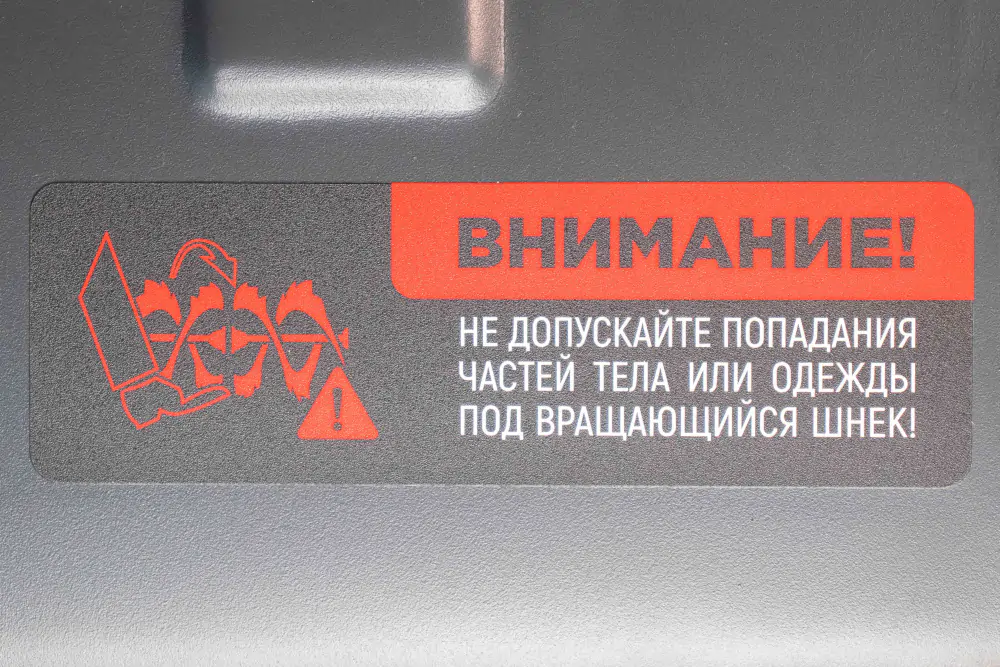 ВНИМАНИЕ!
НЕ ДОПУСКАЙТЕ ПОПАДАНИЯ
ЧАСТЕЙ ТЕЛА ИЛИ ОДЕЖДЫ
ПОД ВРАЩАЮЩИЙСЯ ШНЕК!